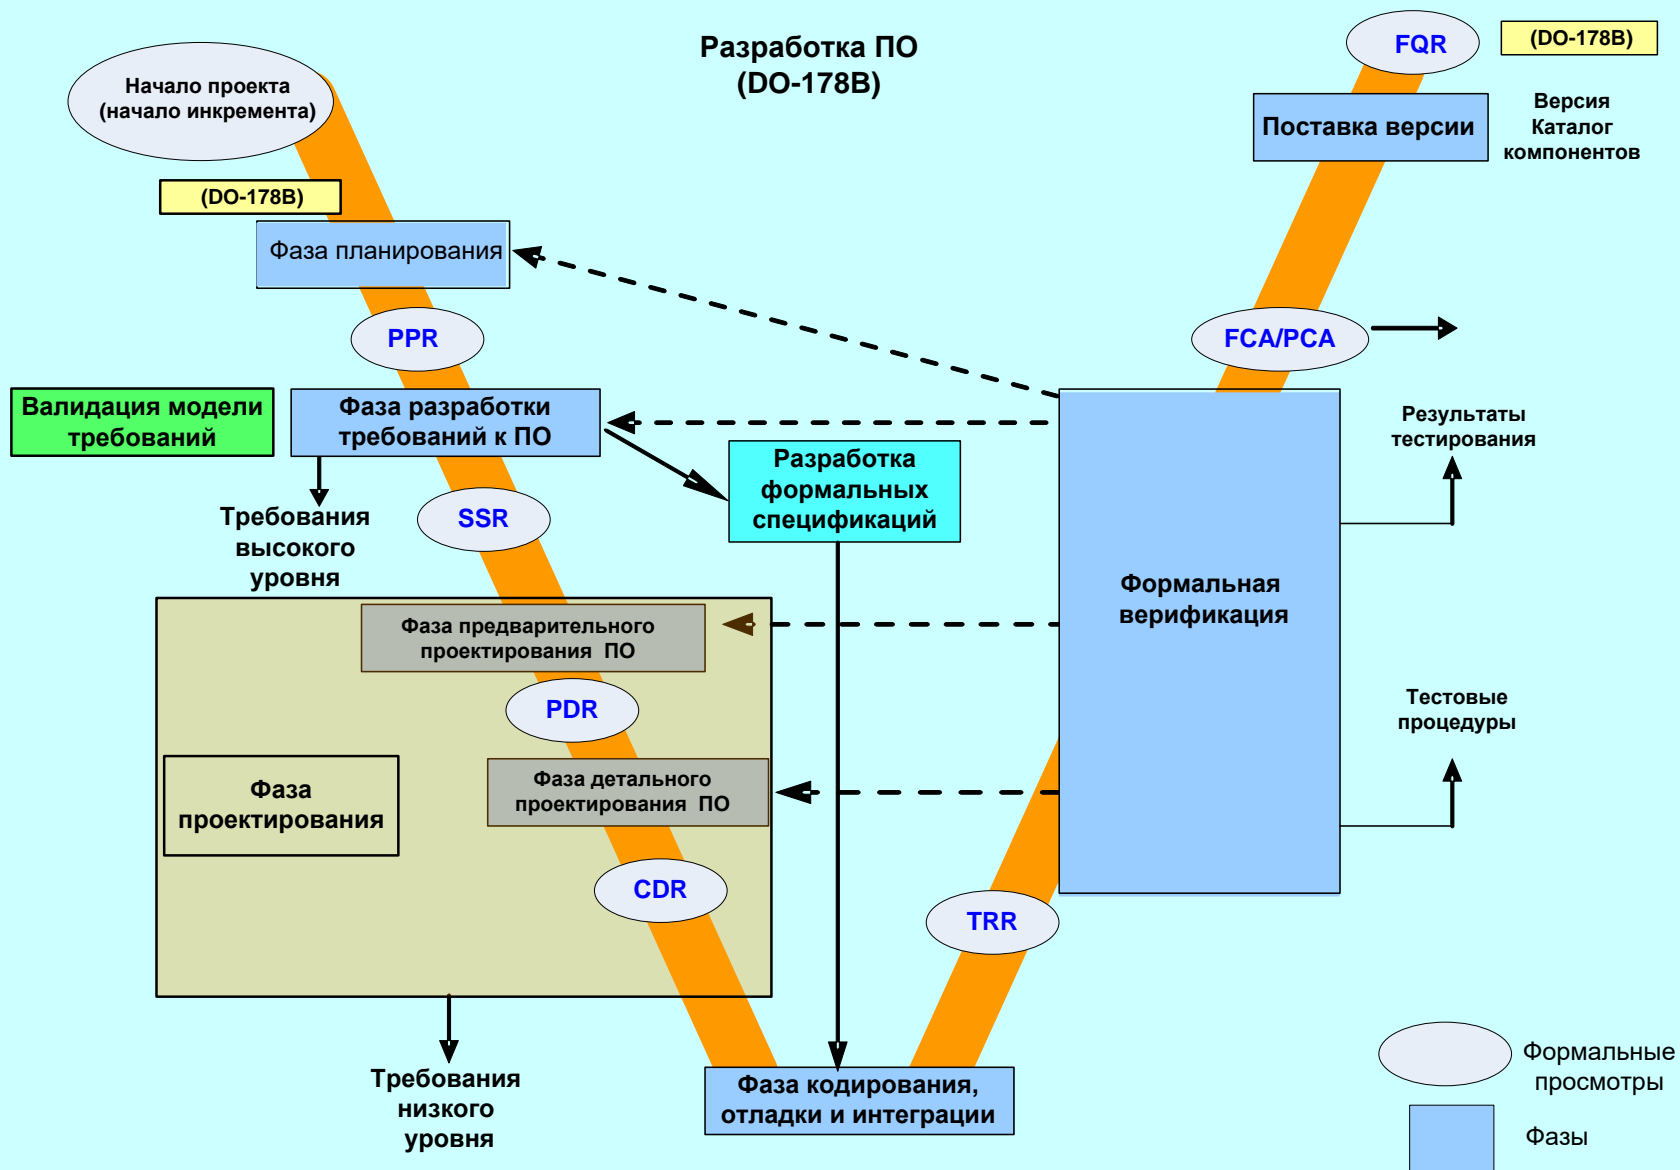 Разработка ПО
(DO-178B)
FQR
(DO-178B)
Начало проекта
(начало инкремента)
Поставка версии
Версия
Каталог
компонентов
(DO-178B)
Фаза планирования
PPR
FCA/PCA
Валидация модели
требований
Фаза разработки
требований к ПО
Результаты
тестирования
Разработка
формальных
спецификаций
Требования
высокого
уровня
SSR
Формальная
верификация
Фаза предварительного
проектирования ПО
PDR
Тестовые
процедуры
Фаза
проектирования
Фаза детального
проектирования ПО
CDR
TRR
Требования
низкого
уровня
Фаза кодирования,
отладки и интеграции
Формальные
просмотры
Фазы